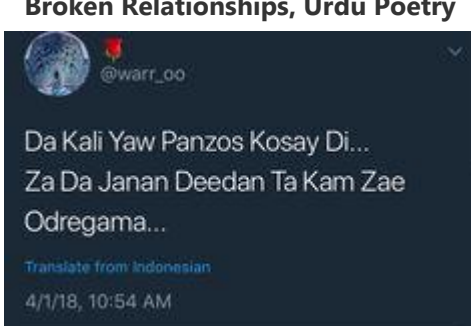 Broken Relationships, Urdu Poetry
@warr_oo
Da Kali Yaw Panzos Kosay Di...
Za Da Janan Deedan Ta Kam Zae
Odregama...
Translate from Indonesian
4/1/18, 10:54 AM